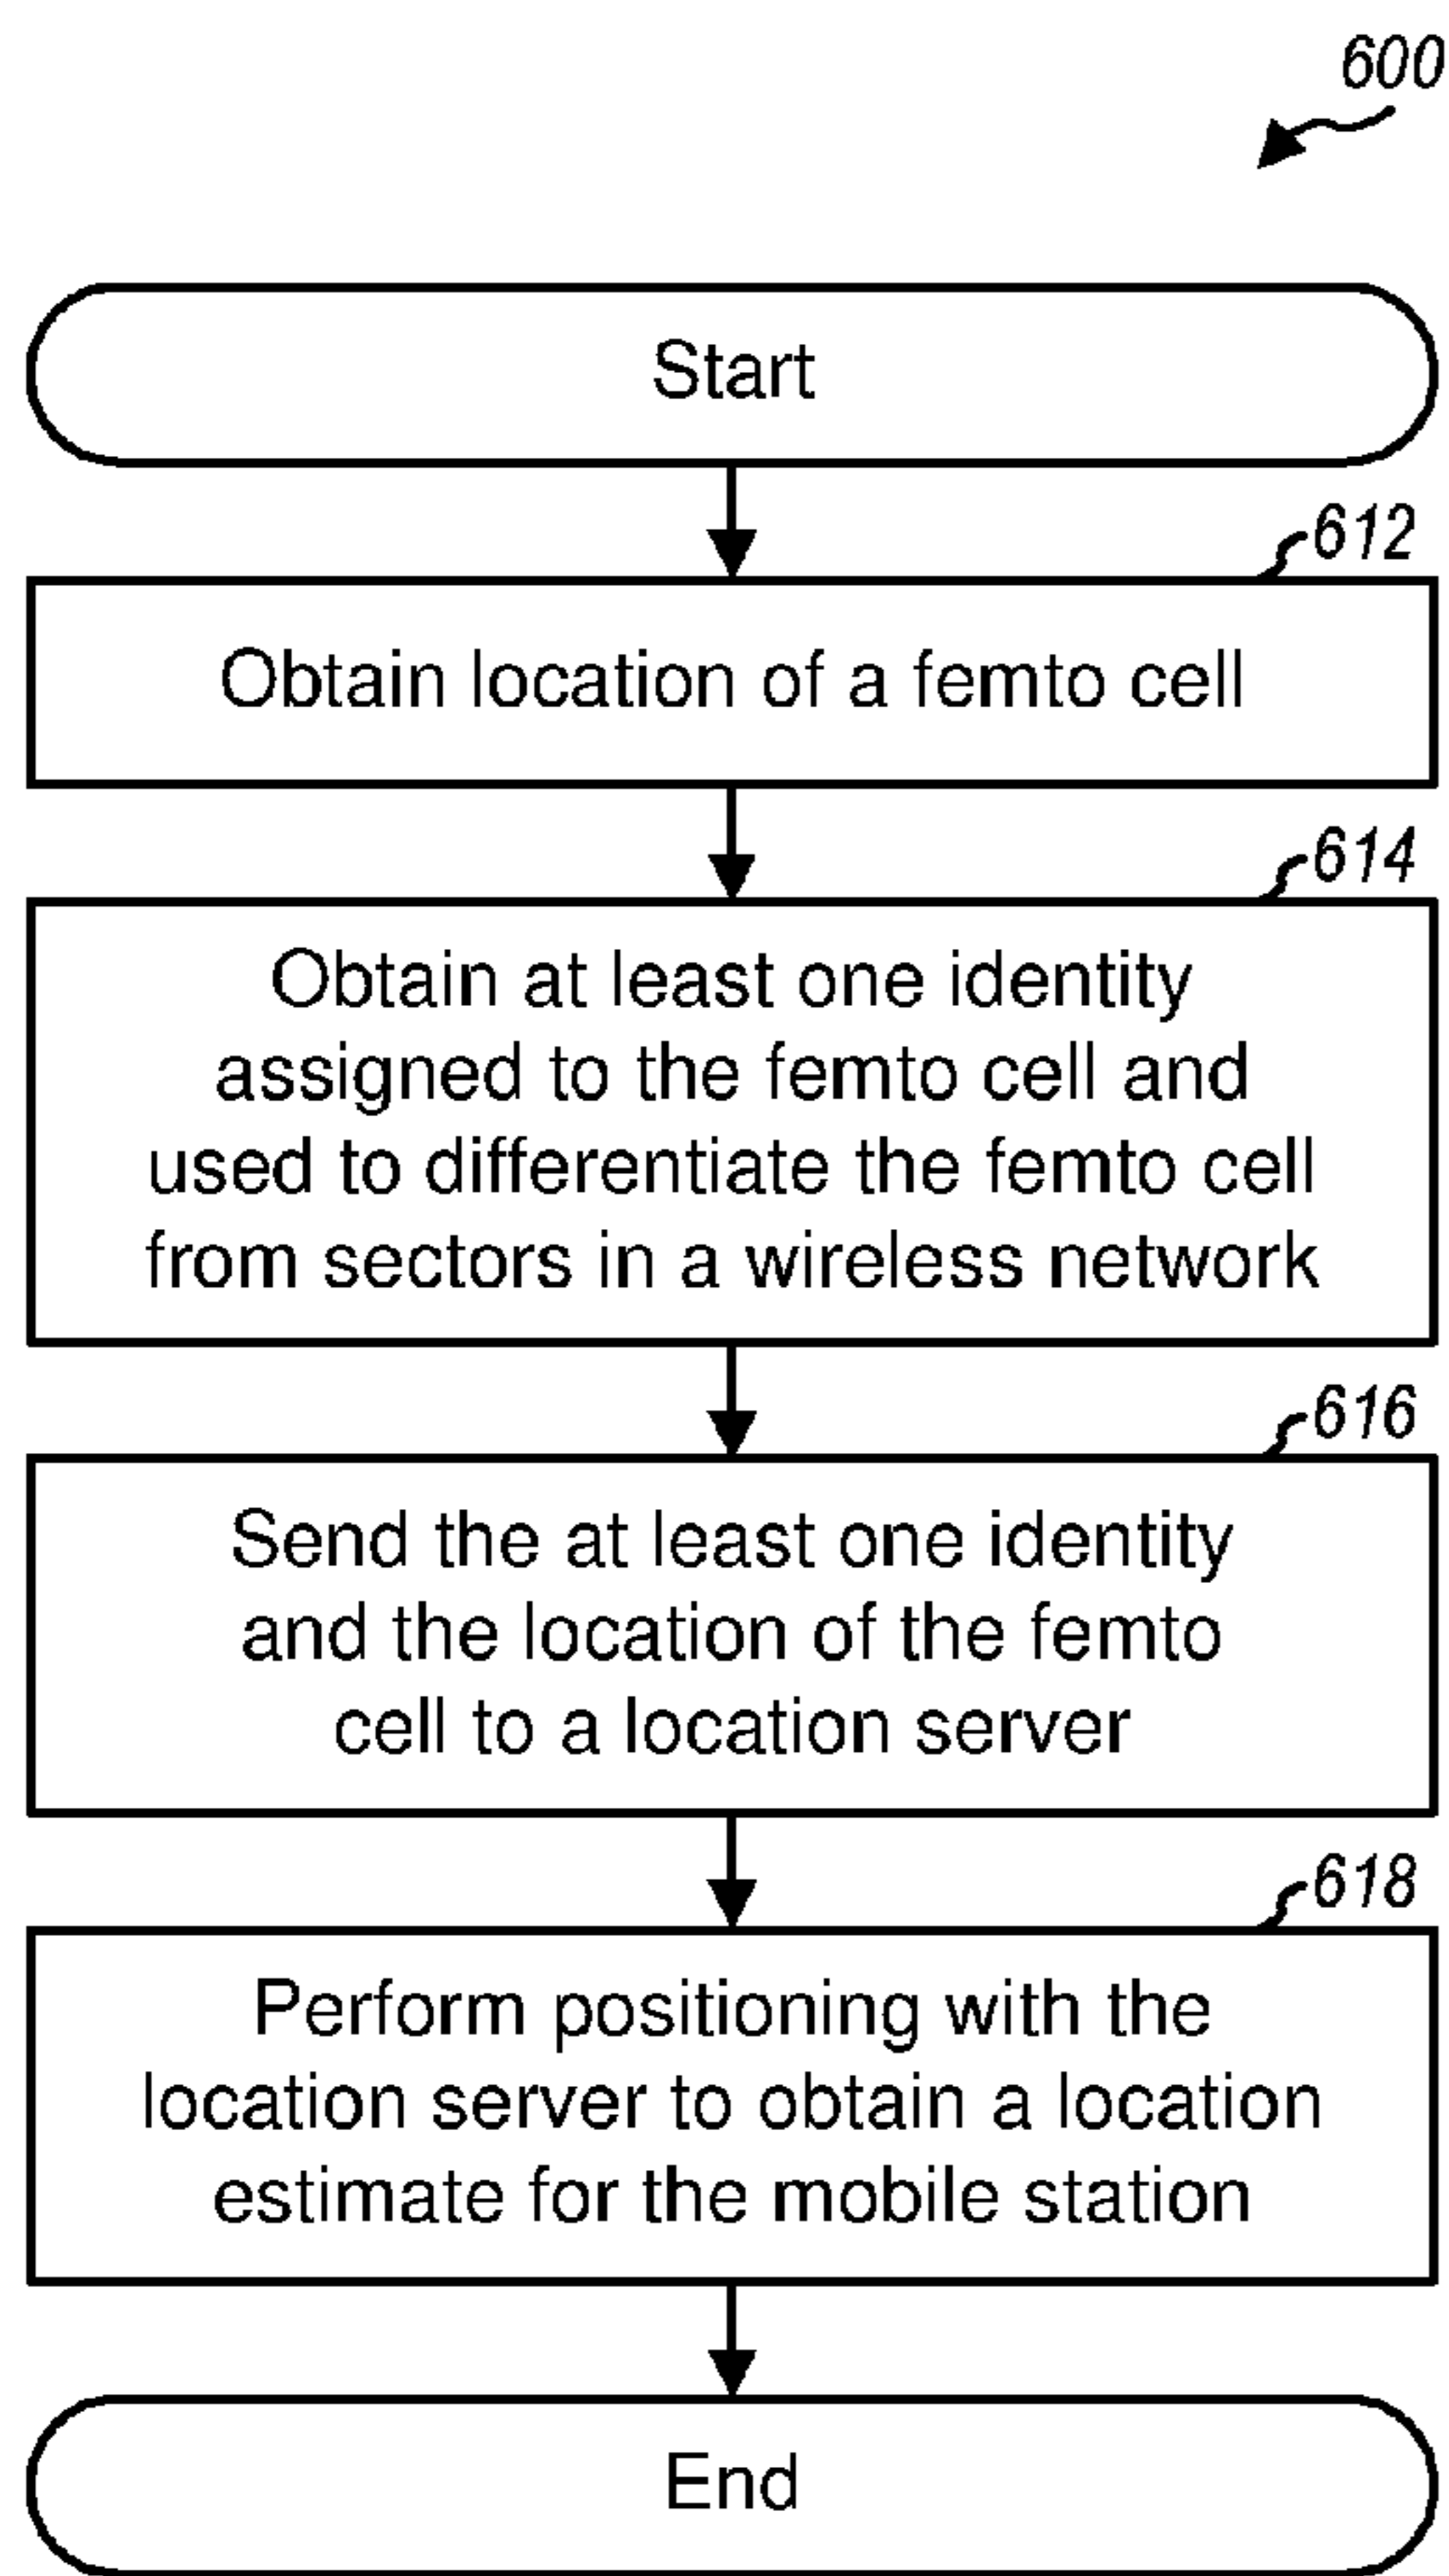 600
Start
612
Obtain location of a femto cell
614
Obtain at least one identity
assigned to the femto cell and
used to differentiate the femto cell
from sectors in a wireless network
616
Send the at least one identity
and the location of the femto
cell to a location server
618
Perform positioning with the
location server to obtain a location
estimate for the mobile station
End